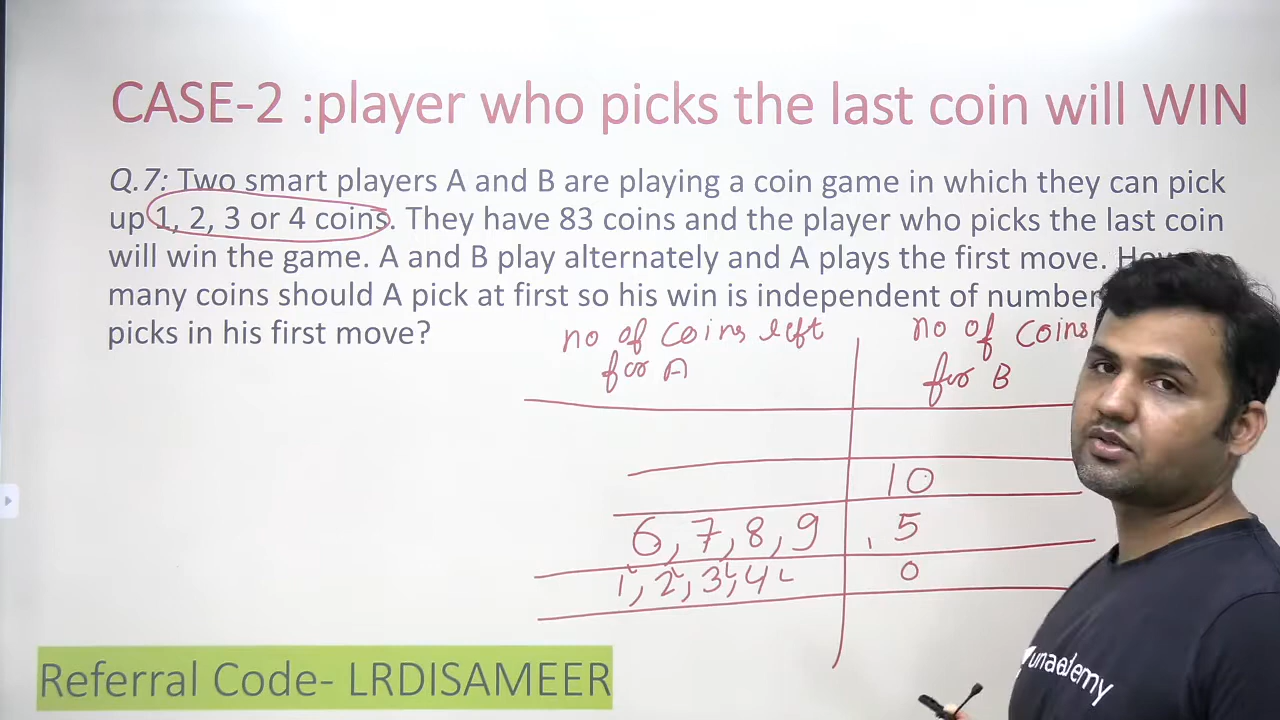 CASE-2 :player who picks the last coin will WIN
Q.7: Two smart players A and B are playing a coin game in which they can pick
up 1, 2, 3 or 4 coins. They have 83 coins and the player who picks the last coin
will win the game. A and B play alternately and A plays the first move.
many coins should A pick at first so his win is independent of number
picks in his first move?
no of coins left
for A
no of coins
for B
10
6, 7, 8, 9
5
1, 2, 3, 4
0
Referral Code- LRDISAMEER
unacademy